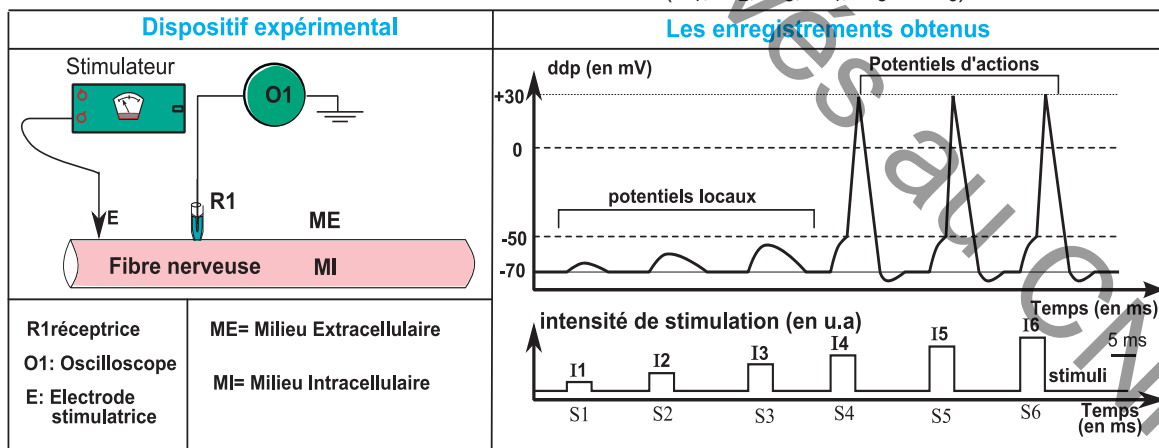 Dispositif expérimental
Les enregistrements obtenus
Stimulateur
O1
E
R1
ME
Fibre nerveuse
MI
R1réceptrice
O1: Oscilloscope
E: Electrode
stimulatrice
ME= Milieu Extracellulaire
MI= Milieu Intracellulaire
ddp (en mV)
Potentiels d'actions
+30
0
potentiels locaux
-50
-70
Temps (en ms)
intensité de stimulation (en u.a)
I1 I2 I3 I4 I5 I6
5 ms
stimuli
S1 S2 S3 S4 S5 S6
Temps
(en ms)
vés au CN